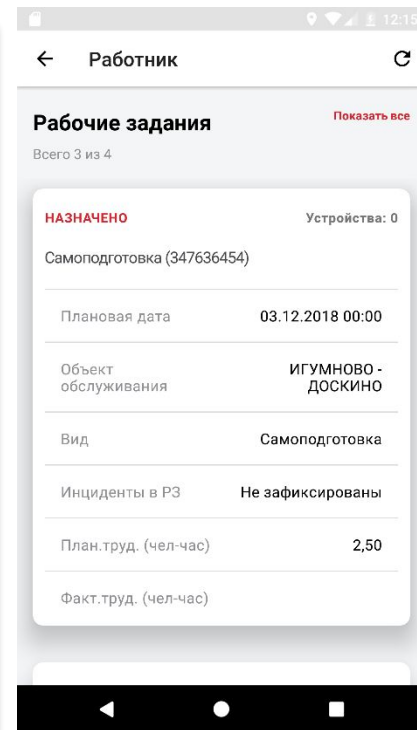 12:15
Работник
Рабочие задания
Показать все
Всего 3 из 4
НАЗНАЧЕНО
Устройства: 0
Самоподготовка (347636454)
Плановая дата
03.12.2018 00:00
Объект
обслуживания
ИГУМНОВО -
ДОСКИНО
Вид
Самоподготовка
Инциденты в РЗ
Не зафиксированы
План.труд. (чел-час)
2,50
Факт.труд. (чел-час)